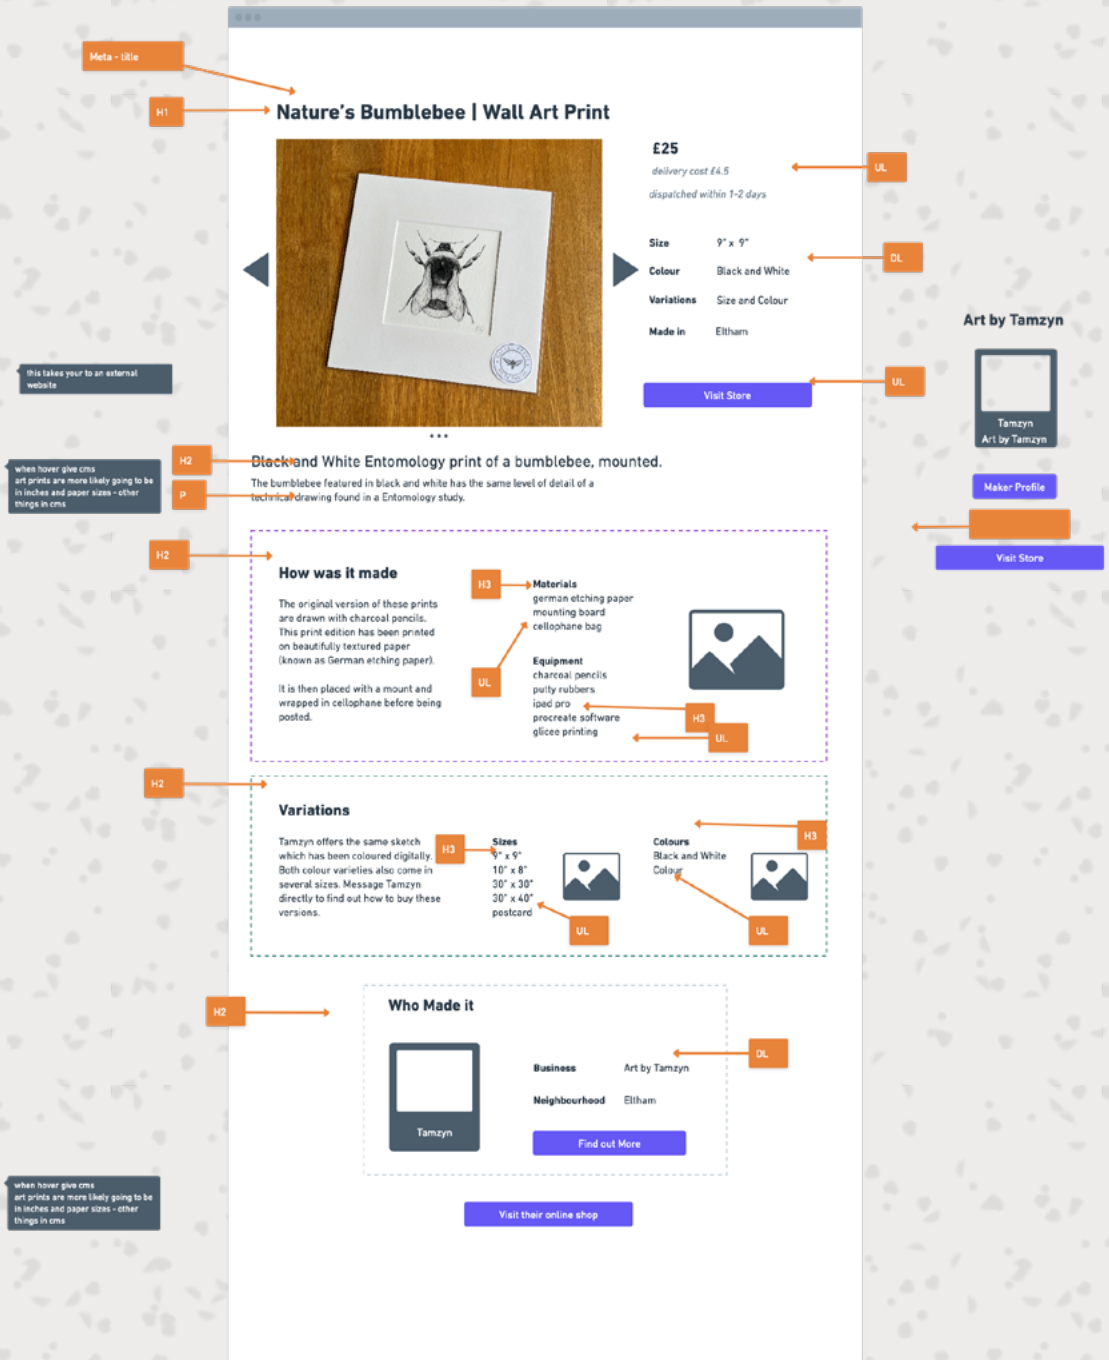 Meta - title
H1
Nature's Bumblebee | Wall Art Print
£25
delivery cost £4.5
UL
dispatched within 1-2 days
Size 9" x 9"
DL
Colour Black and White
Variations Size and Colour
Made in Eltham
Art by Tamzyn
this takes your to an external
website
Visit Store
UL
Tamzyn
Art by Tamzyn
Maker Profile
Visit Store
H2
Black and White Entomology print of a bumblebee, mounted.
when hover give cms
art prints are more likely going to be
in inches and paper sizes - other
things in cms
P
The bumblebee featured in black and white has the same level of detail of a
technical drawing found in a Entomology study.
H2
How was it made
The original version of these prints
are drawn with charcoal pencils.
This print edition has been printed
on beautifully textured paper
(known as German etching paper).
It is then placed with a mount and
wrapped in cellophane before being
posted.
H3
Materials
german etching paper
mounting board
cellophane bag
UL
Equipment
charcoal pencils
putty rubbers
ipad pro
procreate software
glicee printing
H3
UL
H2
Variations
Tamzyn offers the same sketch
which has been coloured digitally.
Both colour varieties also come in
several sizes. Message Tamzyn
directly to find out how to buy these
versions.
H3
Sizes
9" x 9"
10" x 8"
30" x 30"
30" x 40"
postcard
UL
Colours
Black and White
Colour
H3
UL
H2
Who Made it
Tamzyn
DL
Business Art by Tamzyn
Neighbourhood Eltham
Find out More
when hover give cms
art prints are more likely going to be
in inches and paper sizes - other
things in cms
Visit their online shop